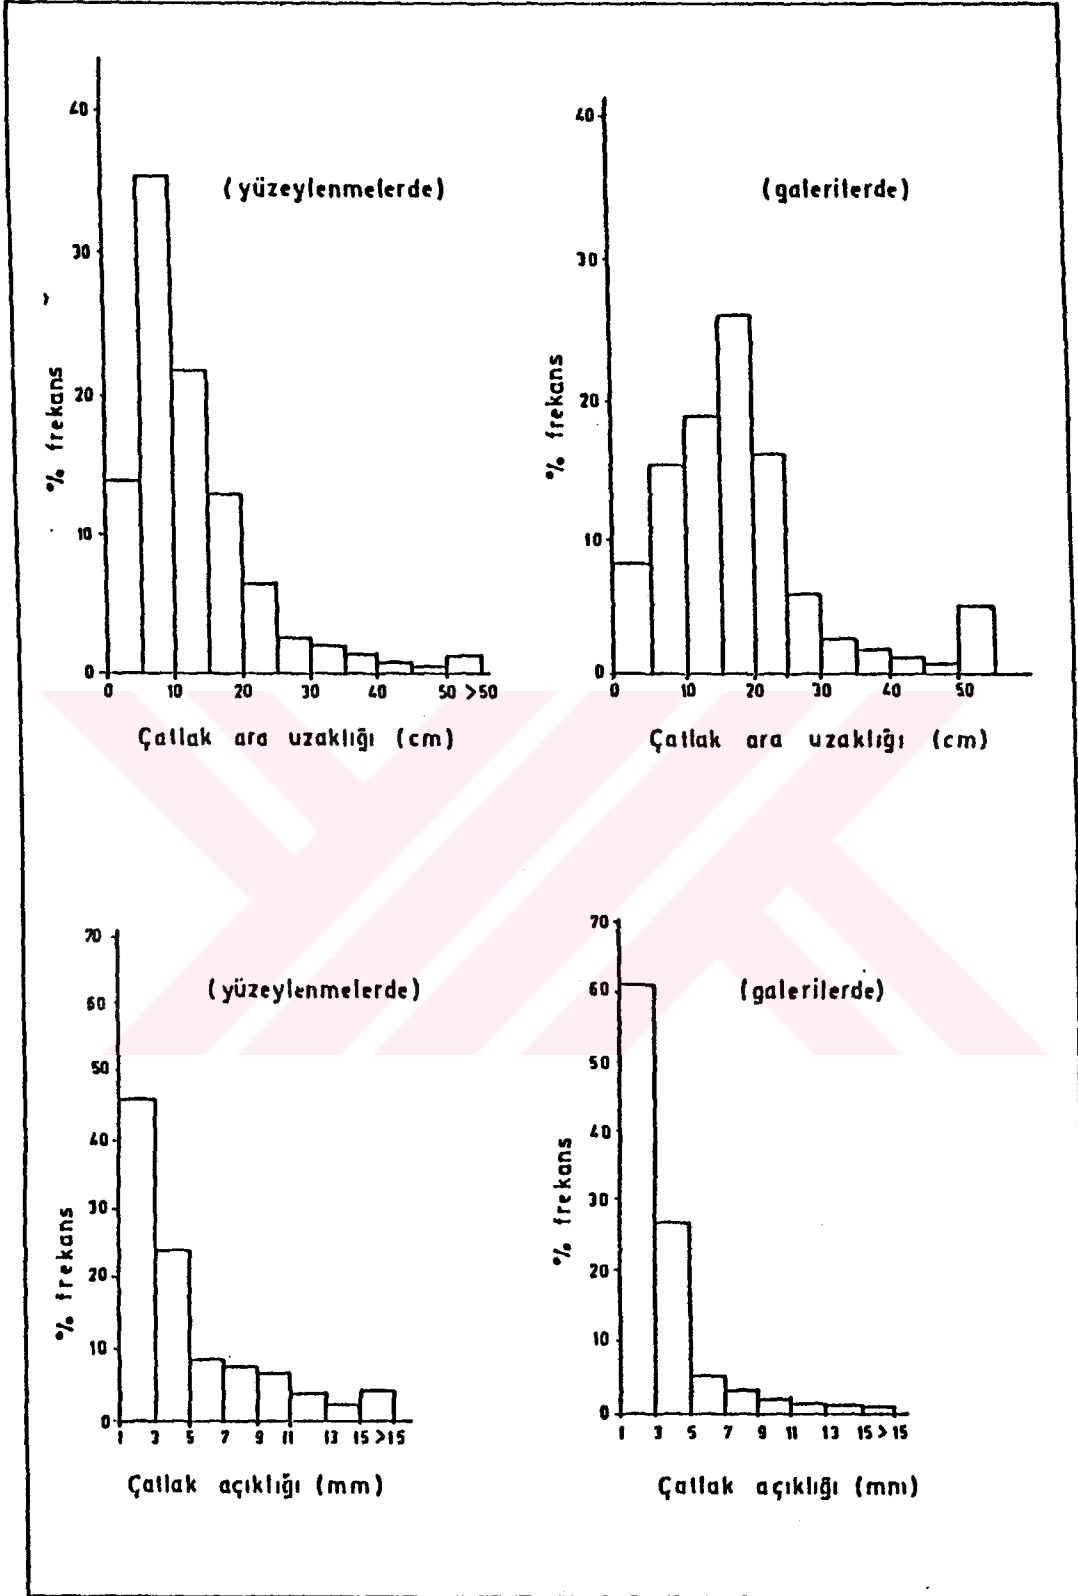 40
(yüzeylenmelerde)
30
20
10
0
% frekans
0 10 20 30 40 50 >50
Çatlak ara uzaklığı (cm)
40
(galerilerde)
30
20
10
0
% frekans
0 10 20 30 40 50
Çatlak ara uzaklığı (cm)
70
(yüzeylenmelerde)
60
50
40
30
20
10
0
% frekans
1 3 5 7 9 11 13 15 >15
Çatlak açıklığı (mm)
70
(galerilerde)
60
50
40
30
20
10
0
% frekans
1 3 5 7 9 11 13 15 >15
Çatlak açıklığı (mm)